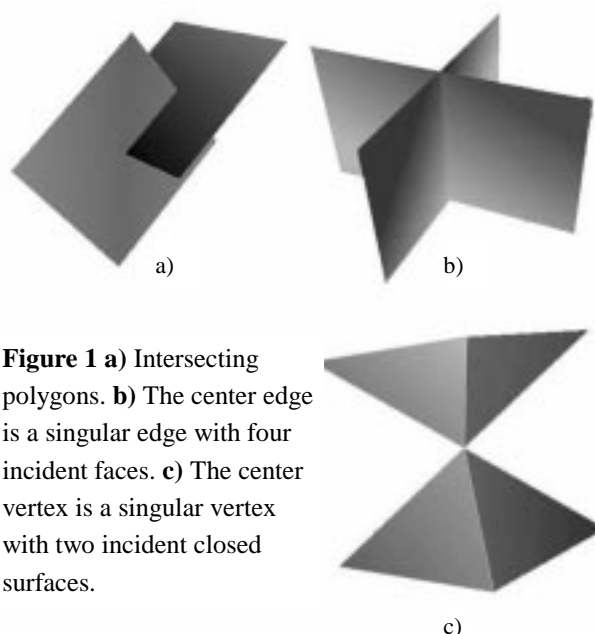 a)
b)
Figure 1 a) Intersecting
polygons. b) The center edge
is a singular edge with four
incident faces. c) The center
vertex is a singular vertex
with two incident closed
surfaces.
c)